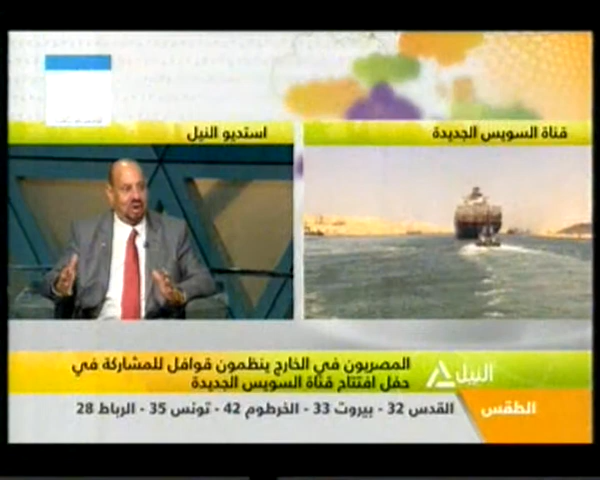 استديو النيل
قناة السويس الجديدة
المصريون في الخارج ينظمون قوافل للمشاركة في
حفل افتتاح قناة السويس الجديدة
النيل
الطقس
القدس 32 - بيروت 33 - الخرطوم 42 - تونس 35 - الرباط 28